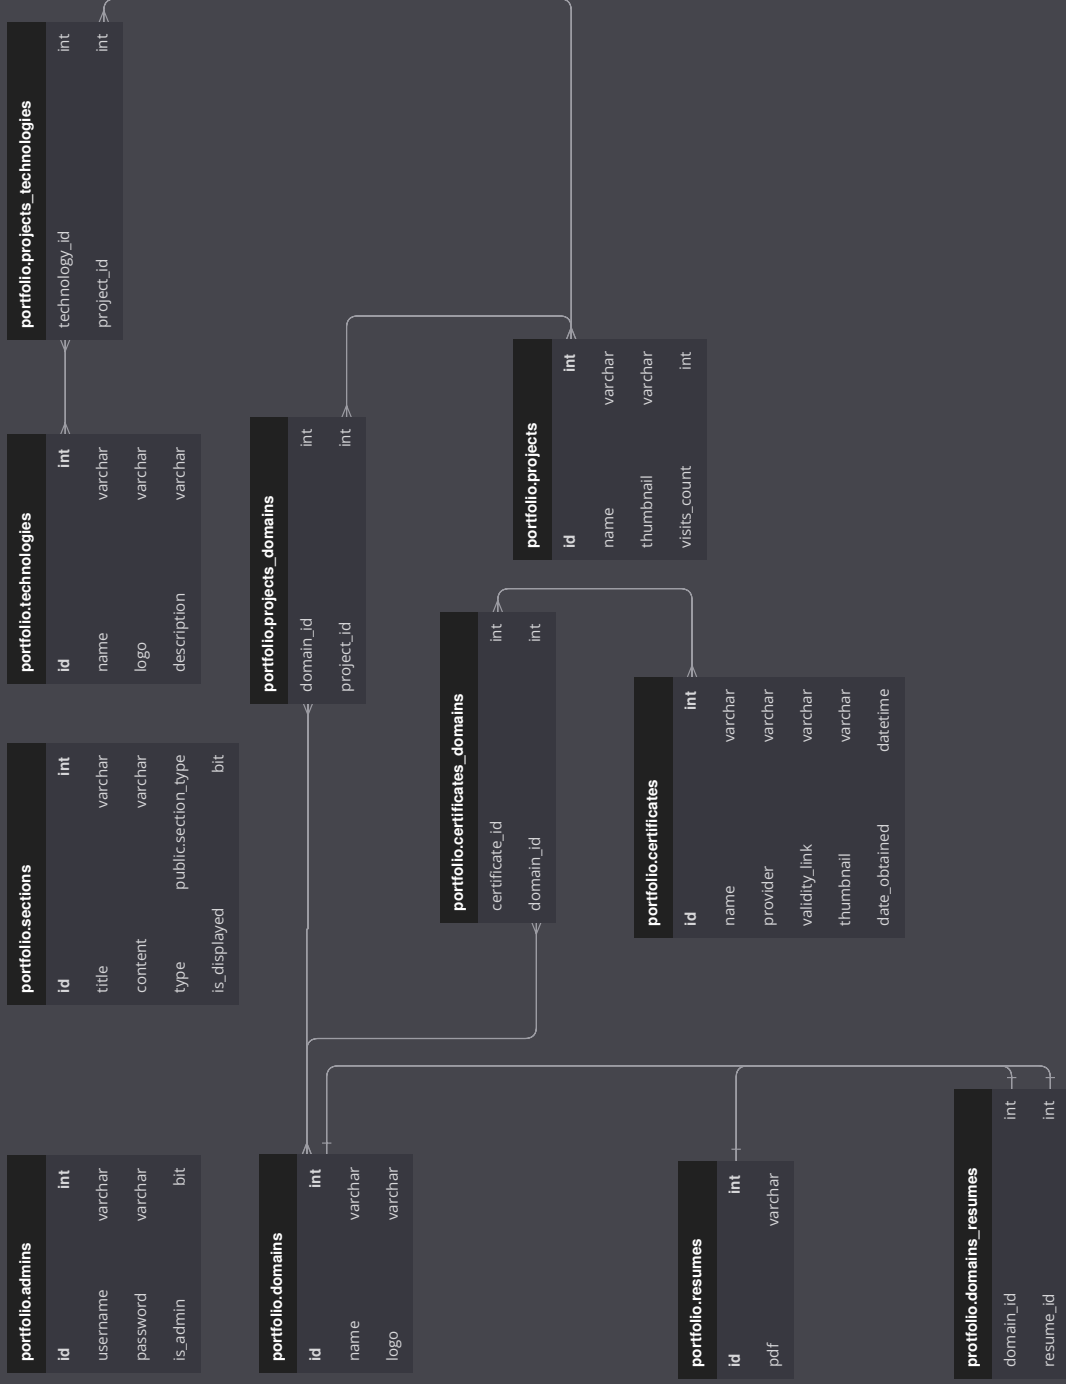 portfolio.admins
id int
username varchar
password varchar
is_admin bit
portfolio.sections
id int
title varchar
content varchar
type public.section_type
is_displayed bit
portfolio.technologies
id int
name varchar
logo varchar
description varchar
portfolio.projects_technologies
technology_id int
project_id int
portfolio.domains
id int
name varchar
logo varchar
portfolio.projects_domains
domain_id int
project_id int
portfolio.certificates_domains
certificate_id int
domain_id int
portfolio.projects
id int
name varchar
thumbnail varchar
visits_count int
portfolio.certificates
id int
name varchar
provider varchar
validity_link varchar
thumbnail varchar
date_obtained datetime
portfolio.resumes
id int
pdf varchar
protfolio.domains_resumes
domain_id int
resume_id int